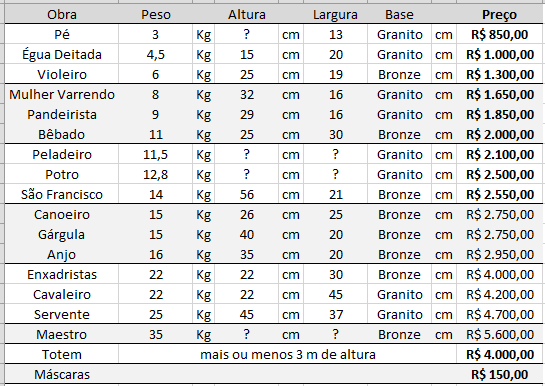 Obra Peso Altura Largura Base Preço
Pé 3 Kg ? cm 13 Granito cm R$ 850,00
Égua Deitada 4,5 Kg 15 cm 20 Granito cm R$ 1.000,00
Violeiro 6 Kg 25 cm 19 Bronze cm R$ 1.300,00
Mulher Varrendo 8 Kg 32 cm 16 Granito cm R$ 1.650,00
Pandeirista 9 Kg 29 cm 16 Granito cm R$ 1.850,00
Bêbado 11 Kg 25 cm 30 Bronze cm R$ 2.000,00
Peladeiro 11,5 Kg ? cm ? Granito cm R$ 2.100,00
Potro 12,8 Kg ? cm ? Granito cm R$ 2.500,00
São Francisco 14 Kg 56 cm 21 Bronze cm R$ 2.550,00
Canoeiro 15 Kg 26 cm 25 Bronze cm R$ 2.750,00
Gárgula 15 Kg 40 cm 20 Bronze cm R$ 2.750,00
Anjo 16 Kg 35 cm 20 Bronze cm R$ 2.950,00
Enxadristas 22 Kg 22 cm 30 Bronze cm R$ 4.000,00
Cavaleiro 22 Kg 22 cm 45 Granito cm R$ 4.200,00
Servente 25 Kg 45 cm 37 Granito cm R$ 4.700,00
Maestro 35 Kg ? cm ? Bronze cm R$ 5.600,00
Totem mais ou menos 3 m de altura R$ 4.000,00
Máscaras R$ 150,00